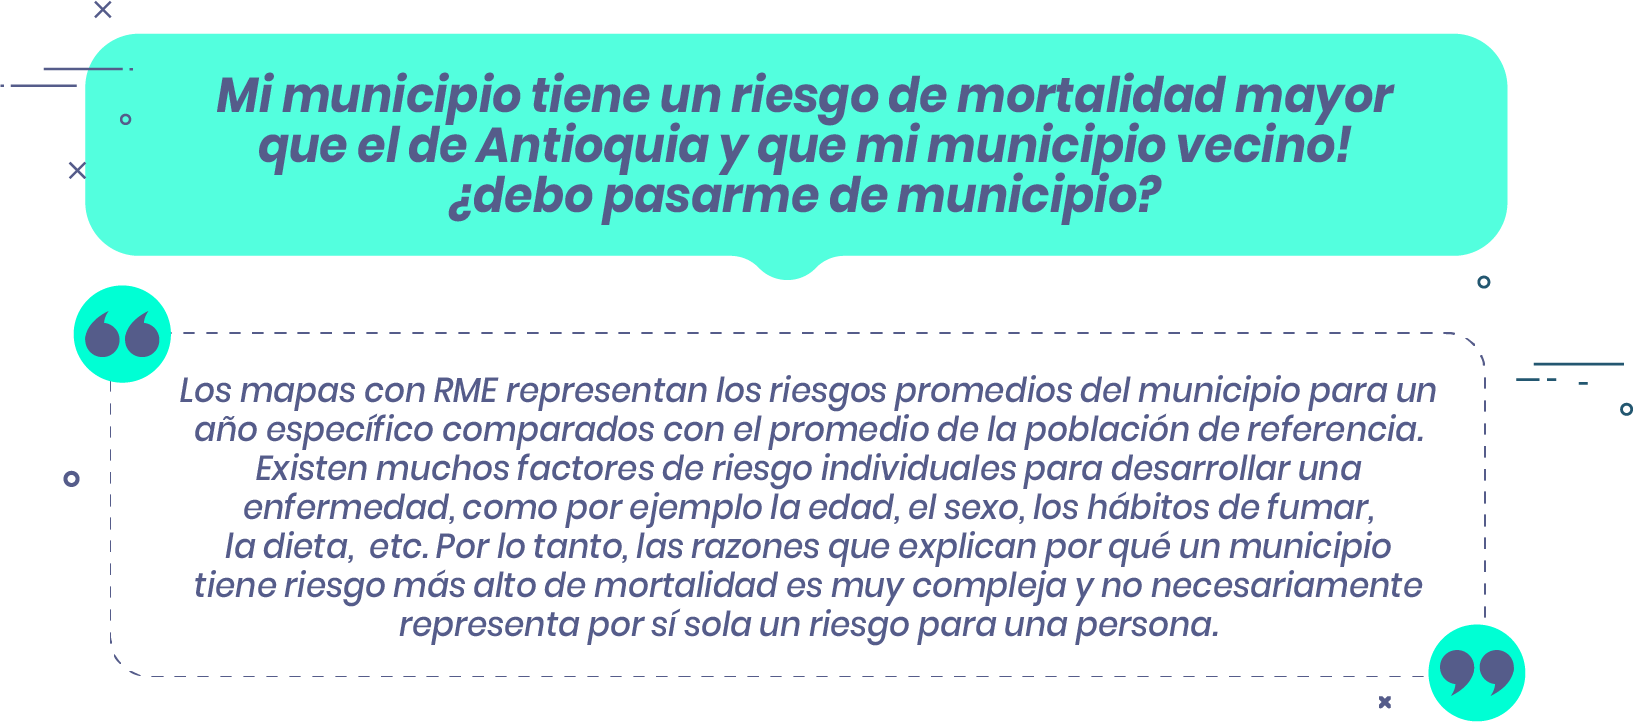 Mi municipio tiene un riesgo de mortalidad mayor
que el de Antioquia y que mi municipio vecino!
¿debo pasarme de municipio?
Los mapas con RME representan los riesgos promedios del municipio para un
año específico comparados con el promedio de la población de referencia.
Existen muchos factores de riesgo individuales para desarrollar una
enfermedad, como por ejemplo la edad, el sexo, los hábitos de fumar,
la dieta,  etc. Por lo tanto, las razones que explican por qué un municipio
tiene riesgo más alto de mortalidad es muy compleja y no necesariamente
representa por sí sola un riesgo para una persona.